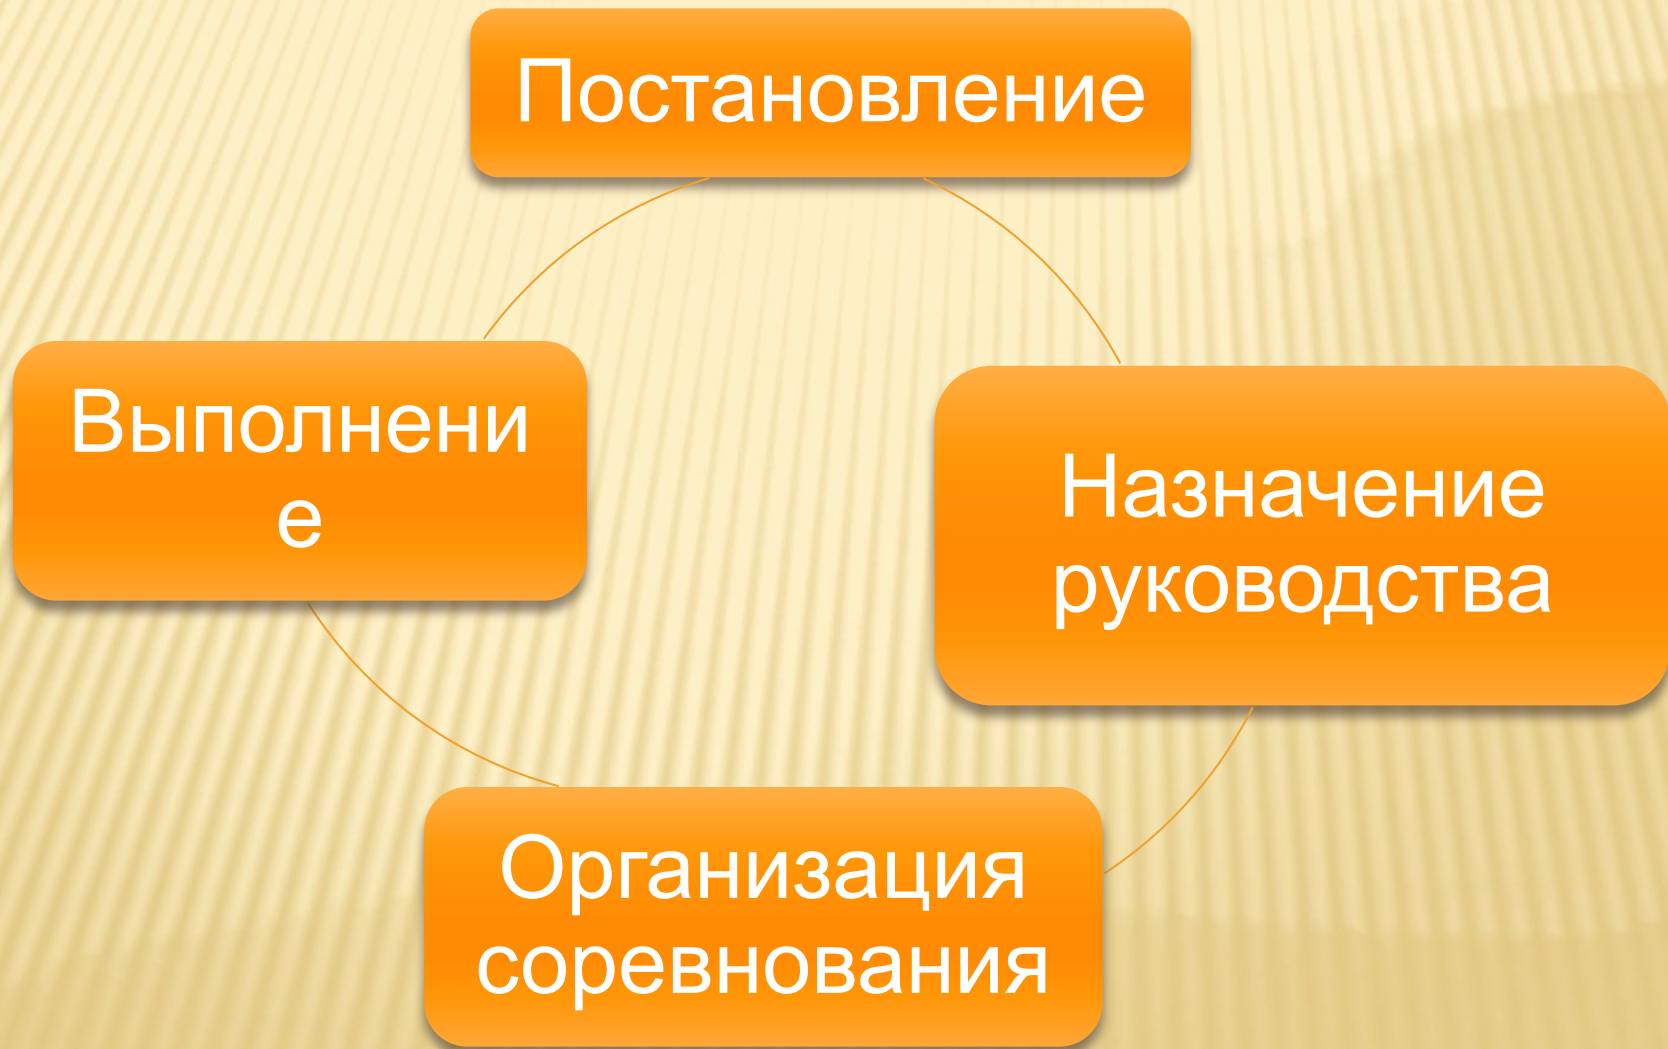 Постановление
Выполнени
е
Назначение
руководства
Организация
соревнования